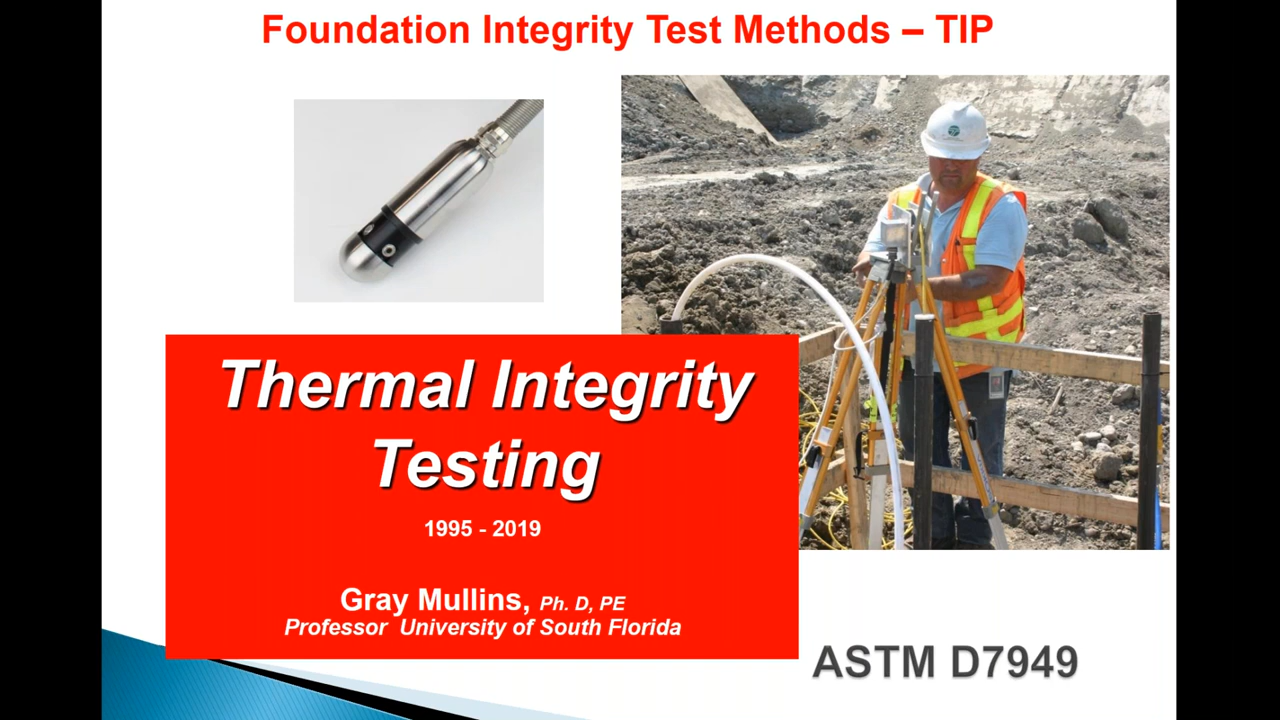 Foundation Integrity Test Methods – TIP
Thermal Integrity
Testing
1995 - 2019
Gray Mullins, Ph. D, PE
Professor University of South Florida
ASTM D7949